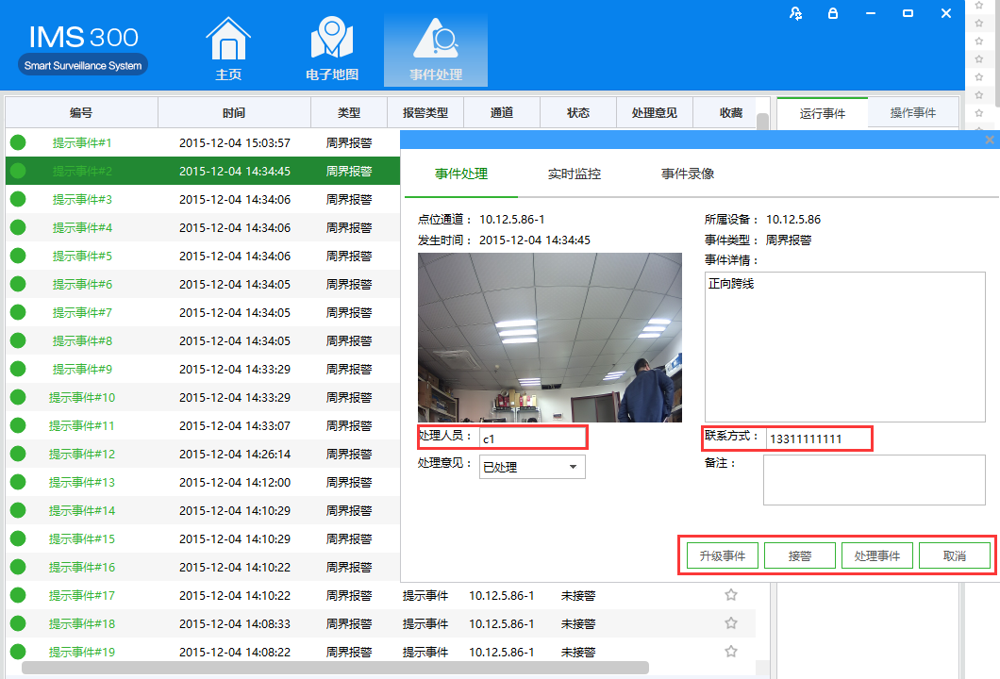 IMS 300
Smart Surveillance System
主页
电子地图
事件处理
编号 时间 类型 报警类型 通道 状态 处理意见 收藏
运行事件 操作事件
提示事件#1 2015-12-04 15:03:57 周界报警
提示事件#2 2015-12-04 14:34:45 周界报警
提示事件#3 2015-12-04 14:34:06 周界报警
提示事件#4 2015-12-04 14:34:06 周界报警
提示事件#5 2015-12-04 14:34:06 周界报警
提示事件#6 2015-12-04 14:34:05 周界报警
提示事件#7 2015-12-04 14:34:05 周界报警
提示事件#8 2015-12-04 14:34:05 周界报警
提示事件#9 2015-12-04 14:33:29 周界报警
提示事件#10 2015-12-04 14:33:29 周界报警
提示事件#11 2015-12-04 14:33:07 周界报警
提示事件#12 2015-12-04 14:26:14 周界报警
提示事件#13 2015-12-04 14:12:00 周界报警
提示事件#14 2015-12-04 14:10:29 周界报警
提示事件#15 2015-12-04 14:10:29 周界报警
提示事件#16 2015-12-04 14:10:22 周界报警
提示事件#17 2015-12-04 14:10:22 周界报警 提示事件 10.12.5.86-1 未接警
提示事件#18 2015-12-04 14:08:33 周界报警 提示事件 10.12.5.86-1 未接警
提示事件#19 2015-12-04 14:08:22 周界报警 提示事件 10.12.5.86-1 未接警
事件处理 实时监控 事件录像
点位通道： 10.12.5.86-1
发生时间： 2015-12-04 14:34:45
所属设备： 10.12.5.86
事件类型： 周界报警
事件详情：
正向跨线
处理人员： c1
联系方式： 13311111111
处理意见： 已处理
备注：
升级事件 接警 处理事件 取消